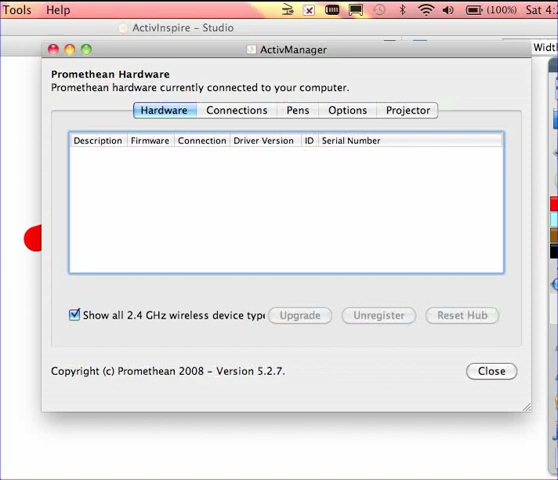 Tools Help (100%) Sat 4:
ActivInspire – Studio
Width
ActivManager
Promethean Hardware
Promethean hardware currently connected to your computer.
Hardware Connections Pens Options Projector
Description Firmware Connection Driver Version ID Serial Number
Show all 2.4 GHz wireless device type Upgrade Unregister Reset Hub
Copyright (c) Promethean 2008 – Version 5.2.7. Close